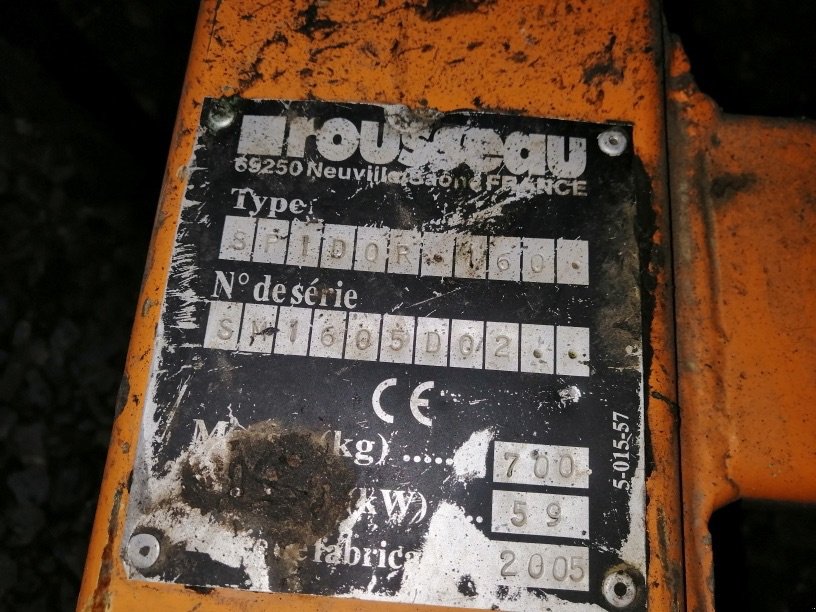 rousseau
69250 Neuville/Saône FRANCE
Type
SPIDOR.160.
N° de série
SM1605D02..
CE
(kg) ..... 700.
(kW) .. 59
fabrica 2005
5-015-57